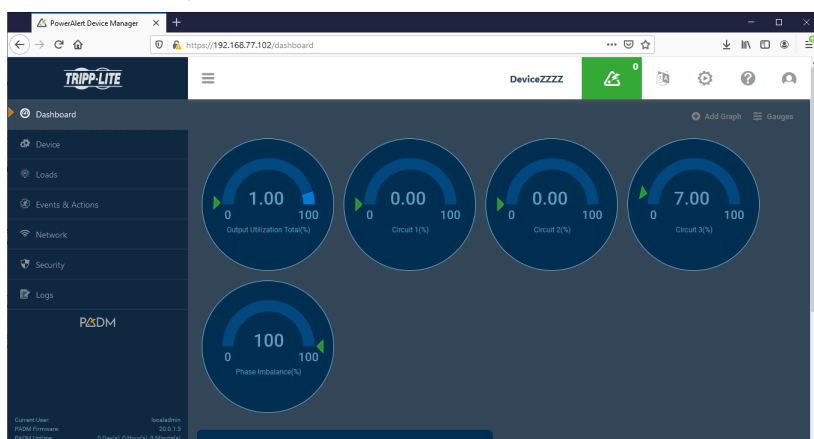 PowerAlert Device Manager
https://192.168.77.102/dashboard
TRIPP·LITE
DeviceZZZZ
0
Dashboard
Add Graph
Gauges
Device
Loads
Events & Actions
Network
Security
Logs
PADM
1.00
0 100
Output Utilization Total(%)
0.00
0 100
Circuit 1(%)
0.00
0 100
Circuit 2(%)
7.00
0 100
Circuit 3(%)
100
0 100
Phase Imbalance(%)
Current User: localadmin
PADM Firmware: 20.0.1.5